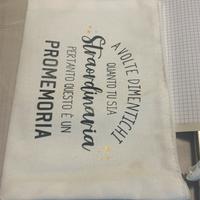 A VOLTE DIMENTICHI
QUANTO TU SIA
Straordinaria
PERTANTO QUESTO È UN
PROMEMORIA